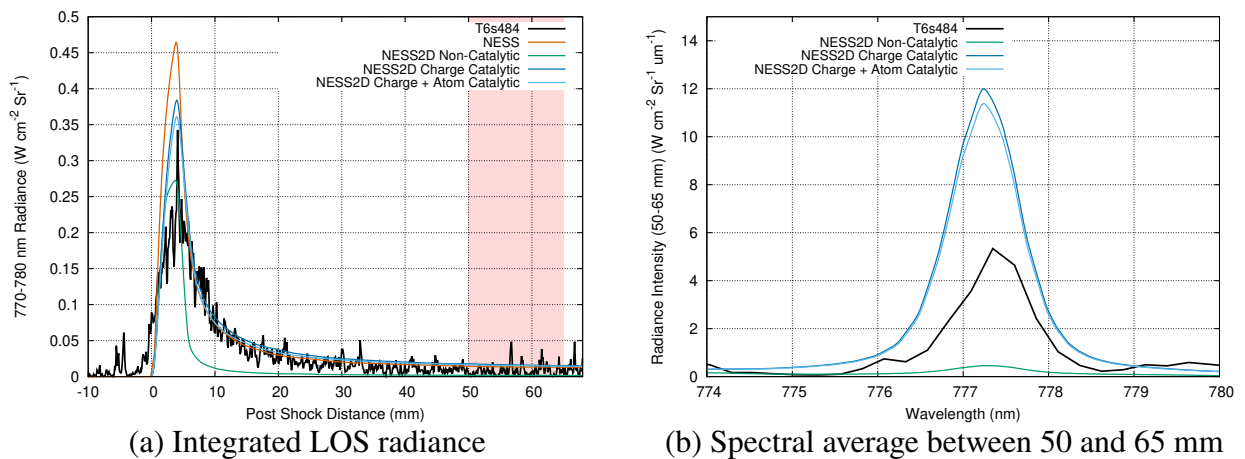 770-780 nm Radiance (W cm-2 Sr-1)
0.5
0.45
0.4
0.35
0.3
0.25
0.2
0.15
0.1
0.05
0
T6s484
NESS
NESS2D Non-Catalytic
NESS2D Charge Catalytic
NESS2D Charge + Atom Catalytic
-10 0 10 20 30 40 50 60
Post Shock Distance (mm)
(a) Integrated LOS radiance
Radiance Intensity (50-65 mm) (W cm-2 Sr-1 um-1)
14
12
10
8
6
4
2
0
T6s484
NESS2D Non-Catalytic
NESS2D Charge Catalytic
NESS2D Charge + Atom Catalytic
774 775 776 777 778 779 780
Wavelength (nm)
(b) Spectral average between 50 and 65 mm